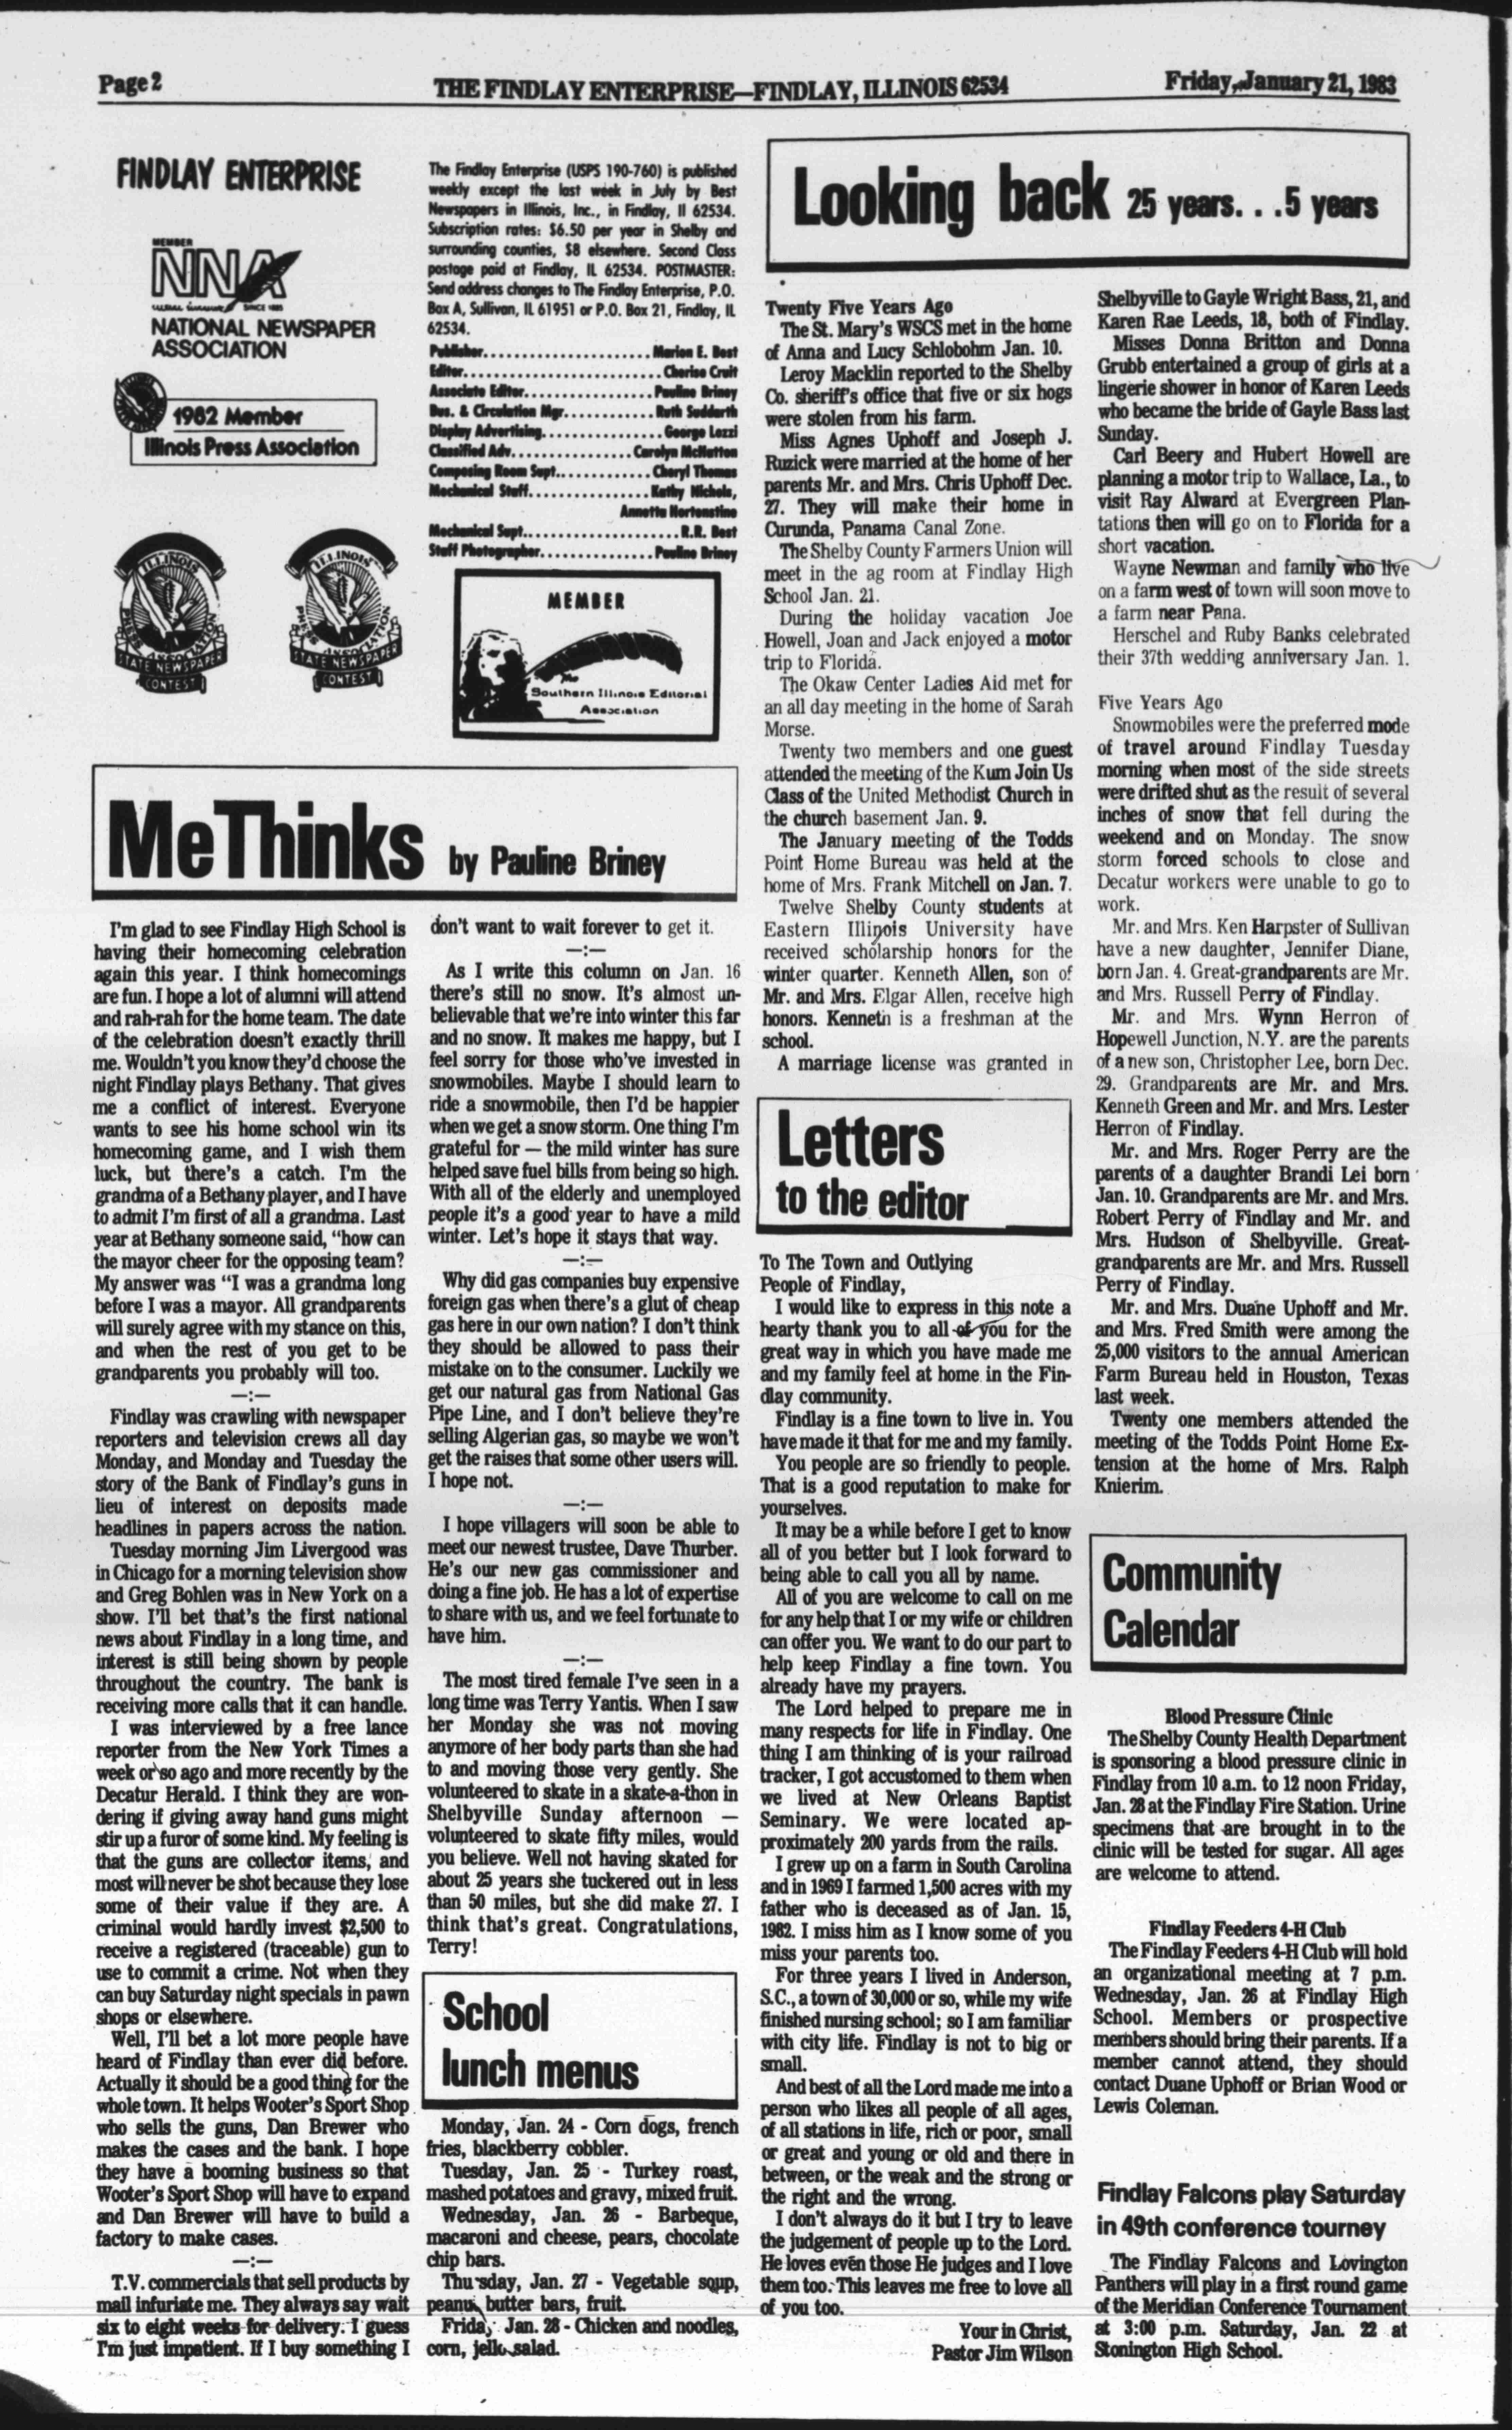 Page 2
THE FINDLAY ENTERPRISE—FINDLAY, ILLINOIS 62534
Friday, January 21, 1983
FINDLAY ENTERPRISE
MEMBER
NNA
SINCE 1885
NATIONAL NEWSPAPER
ASSOCIATION
1982 Member
Illinois Press Association
ILLINOIS
PRESS ASSOCIATION
STATE NEWSPAPER
CONTEST
ILLINOIS
PRESS ASSOCIATION
STATE NEWSPAPER
CONTEST
The Findlay Enterprise (USPS 190-760) is published
weekly except the last week in July by Best
Newspapers in Illinois, Inc., in Findlay, Il 62534.
Subscription rates: $6.50 per year in Shelby and
surrounding counties, $8 elsewhere. Second Class
postage paid at Findlay, IL 62534. POSTMASTER:
Send address changes to The Findlay Enterprise, P.O.
Box A, Sullivan, IL 61951 or P.O. Box 21, Findlay, IL
62534.
Publisher......................Marion E. Best
Editor..........................Cherise Cruit
Associate Editor.................Pauline Briney
Bus. & Circulation Mgr............Ruth Suddarth
Display Advertising................George Lozzi
Classified Adv................Carolyn McHatton
Composing Room Supt............Cheryl Thomas
Mechanical Staff................Kathy Nichols,
Annetta Hortenstine
Mechanical Supt.....................R.R. Best
Staff Photographer...............Pauline Briney
MEMBER
The
Southern Illinois Editorial
Association
MeThinks by Pauline Briney
I'm glad to see Findlay High School is
having their homecoming celebration
again this year. I think homecomings
are fun. I hope a lot of alumni will attend
and rah-rah for the home team. The date
of the celebration doesn't exactly thrill
me. Wouldn't you know they'd choose the
night Findlay plays Bethany. That gives
me a conflict of interest. Everyone
wants to see his home school win its
homecoming game, and I wish them
luck, but there's a catch. I'm the
grandma of a Bethany player, and I have
to admit I'm first of all a grandma. Last
year at Bethany someone said, "how can
the mayor cheer for the opposing team?
My answer was "I was a grandma long
before I was a mayor. All grandparents
will surely agree with my stance on this,
and when the rest of you get to be
grandparents you probably will too.
—:—
Findlay was crawling with newspaper
reporters and television crews all day
Monday, and Monday and Tuesday the
story of the Bank of Findlay's guns in
lieu of interest on deposits made
headlines in papers across the nation.
Tuesday morning Jim Livergood was
in Chicago for a morning television show
and Greg Bohlen was in New York on a
show. I'll bet that's the first national
news about Findlay in a long time, and
interest is still being shown by people
throughout the country. The bank is
receiving more calls that it can handle.
I was interviewed by a free lance
reporter from the New York Times a
week or so ago and more recently by the
Decatur Herald. I think they are won-
dering if giving away hand guns might
stir up a furor of some kind. My feeling is
that the guns are collector items, and
most will never be shot because they lose
some of their value if they are. A
criminal would hardly invest $2,500 to
receive a registered (traceable) gun to
use to commit a crime. Not when they
can buy Saturday night specials in pawn
shops or elsewhere.
Well, I'll bet a lot more people have
heard of Findlay than ever did before.
Actually it should be a good thing for the
whole town. It helps Wooter's Sport Shop
who sells the guns, Dan Brewer who
makes the cases and the bank. I hope
they have a booming business so that
Wooter's Sport Shop will have to expand
and Dan Brewer will have to build a
factory to make cases.
—:—
T.V. commercials that sell products by
mail infuriate me. They always say wait
six to eight weeks for delivery. I guess
I'm just impatient. If I buy something I
don't want to wait forever to get it.
—:—
As I write this column on Jan. 16
there's still no snow. It's almost un-
believable that we're into winter this far
and no snow. It makes me happy, but I
feel sorry for those who've invested in
snowmobiles. Maybe I should learn to
ride a snowmobile, then I'd be happier
when we get a snow storm. One thing I'm
grateful for — the mild winter has sure
helped save fuel bills from being so high.
With all of the elderly and unemployed
people it's a good year to have a mild
winter. Let's hope it stays that way.
—:—
Why did gas companies buy expensive
foreign gas when there's a glut of cheap
gas here in our own nation? I don't think
they should be allowed to pass their
mistake on to the consumer. Luckily we
get our natural gas from National Gas
Pipe Line, and I don't believe they're
selling Algerian gas, so maybe we won't
get the raises that some other users will.
I hope not.
—:—
I hope villagers will soon be able to
meet our newest trustee, Dave Thurber.
He's our new gas commissioner and
doing a fine job. He has a lot of expertise
to share with us, and we feel fortunate to
have him.
—:—
The most tired female I've seen in a
long time was Terry Yantis. When I saw
her Monday she was not moving
anymore of her body parts than she had
to and moving those very gently. She
volunteered to skate in a skate-a-thon in
Shelbyville Sunday afternoon —
volunteered to skate fifty miles, would
you believe. Well not having skated for
about 25 years she tuckered out in less
than 50 miles, but she did make 27. I
think that's great. Congratulations,
Terry!
School
lunch menus
Monday, Jan. 24 - Corn dogs, french
fries, blackberry cobbler.
Tuesday, Jan. 25 - Turkey roast,
mashed potatoes and gravy, mixed fruit.
Wednesday, Jan. 26 - Barbeque,
macaroni and cheese, pears, chocolate
chip bars.
Thursday, Jan. 27 - Vegetable soup,
peanut butter bars, fruit.
Friday, Jan. 28 - Chicken and noodles,
corn, jello salad.
Looking back 25 years. . .5 years
Twenty Five Years Ago
The St. Mary's WSCS met in the home
of Anna and Lucy Schlobohm Jan. 10.
Leroy Macklin reported to the Shelby
Co. sheriff's office that five or six hogs
were stolen from his farm.
Miss Agnes Uphoff and Joseph J.
Ruzick were married at the home of her
parents Mr. and Mrs. Chris Uphoff Dec.
27. They will make their home in
Curunda, Panama Canal Zone.
The Shelby County Farmers Union will
meet in the ag room at Findlay High
School Jan. 21.
During the holiday vacation Joe
Howell, Joan and Jack enjoyed a motor
trip to Florida.
The Okaw Center Ladies Aid met for
an all day meeting in the home of Sarah
Morse.
Twenty two members and one guest
attended the meeting of the Kum Join Us
Class of the United Methodist Church in
the church basement Jan. 9.
The January meeting of the Todds
Point Home Bureau was held at the
home of Mrs. Frank Mitchell on Jan. 7.
Twelve Shelby County students at
Eastern Illinois University have
received scholarship honors for the
winter quarter. Kenneth Allen, son of
Mr. and Mrs. Elgar Allen, receive high
honors. Kenneth is a freshman at the
school.
A marriage license was granted in
Shelbyville to Gayle Wright Bass, 21, and
Karen Rae Leeds, 18, both of Findlay.
Misses Donna Britton and Donna
Grubb entertained a group of girls at a
lingerie shower in honor of Karen Leeds
who became the bride of Gayle Bass last
Sunday.
Carl Beery and Hubert Howell are
planning a motor trip to Wallace, La., to
visit Ray Alward at Evergreen Plan-
tations then will go on to Florida for a
short vacation.
Wayne Newman and family who live
on a farm west of town will soon move to
a farm near Pana.
Herschel and Ruby Banks celebrated
their 37th wedding anniversary Jan. 1.
Five Years Ago
Snowmobiles were the preferred mode
of travel around Findlay Tuesday
morning when most of the side streets
were drifted shut as the result of several
inches of snow that fell during the
weekend and on Monday. The snow
storm forced schools to close and
Decatur workers were unable to go to
work.
Mr. and Mrs. Ken Harpster of Sullivan
have a new daughter, Jennifer Diane,
born Jan. 4. Great-grandparents are Mr.
and Mrs. Russell Perry of Findlay.
Mr. and Mrs. Wynn Herron of
Hopewell Junction, N.Y. are the parents
of a new son, Christopher Lee, born Dec.
29. Grandparents are Mr. and Mrs.
Kenneth Green and Mr. and Mrs. Lester
Herron of Findlay.
Mr. and Mrs. Roger Perry are the
parents of a daughter Brandi Lei born
Jan. 10. Grandparents are Mr. and Mrs.
Robert Perry of Findlay and Mr. and
Mrs. Hudson of Shelbyville. Great-
grandparents are Mr. and Mrs. Russell
Perry of Findlay.
Mr. and Mrs. Duane Uphoff and Mr.
and Mrs. Fred Smith were among the
25,000 visitors to the annual American
Farm Bureau held in Houston, Texas
last week.
Twenty one members attended the
meeting of the Todds Point Home Ex-
tension at the home of Mrs. Ralph
Knierim.
Letters
to the editor
To The Town and Outlying
People of Findlay,
I would like to express in this note a
hearty thank you to all of you for the
great way in which you have made me
and my family feel at home in the Fin-
dlay community.
Findlay is a fine town to live in. You
have made it that for me and my family.
You people are so friendly to people.
That is a good reputation to make for
yourselves.
It may be a while before I get to know
all of you better but I look forward to
being able to call you all by name.
All of you are welcome to call on me
for any help that I or my wife or children
can offer you. We want to do our part to
help keep Findlay a fine town. You
already have my prayers.
The Lord helped to prepare me in
many respects for life in Findlay. One
thing I am thinking of is your railroad
tracker, I got accustomed to them when
we lived at New Orleans Baptist
Seminary. We were located ap-
proximately 200 yards from the rails.
I grew up on a farm in South Carolina
and in 1969 I farmed 1,500 acres with my
father who is deceased as of Jan. 15,
1982. I miss him as I know some of you
miss your parents too.
For three years I lived in Anderson,
S.C., a town of 30,000 or so, while my wife
finished nursing school; so I am familiar
with city life. Findlay is not to big or
small.
And best of all the Lord made me into a
person who likes all people of all ages,
of all stations in life, rich or poor, small
or great and young or old and there in
between, or the weak and the strong or
the right and the wrong.
I don't always do it but I try to leave
the judgement of people up to the Lord.
He loves even those He judges and I love
them too. This leaves me free to love all
of you too.
Your in Christ,
Pastor Jim Wilson
Community
Calendar
Blood Pressure Clinic
The Shelby County Health Department
is sponsoring a blood pressure clinic in
Findlay from 10 a.m. to 12 noon Friday,
Jan. 28 at the Findlay Fire Station. Urine
specimens that are brought in to the
clinic will be tested for sugar. All ages
are welcome to attend.
Findlay Feeders 4-H Club
The Findlay Feeders 4-H Club will hold
an organizational meeting at 7 p.m.
Wednesday, Jan. 26 at Findlay High
School. Members or prospective
members should bring their parents. If a
member cannot attend, they should
contact Duane Uphoff or Brian Wood or
Lewis Coleman.
Findlay Falcons play Saturday
in 49th conference tourney
The Findlay Falcons and Lovington
Panthers will play in a first round game
of the Meridian Conference Tournament
at 3:00 p.m. Saturday, Jan. 22 at
Stonington High School.